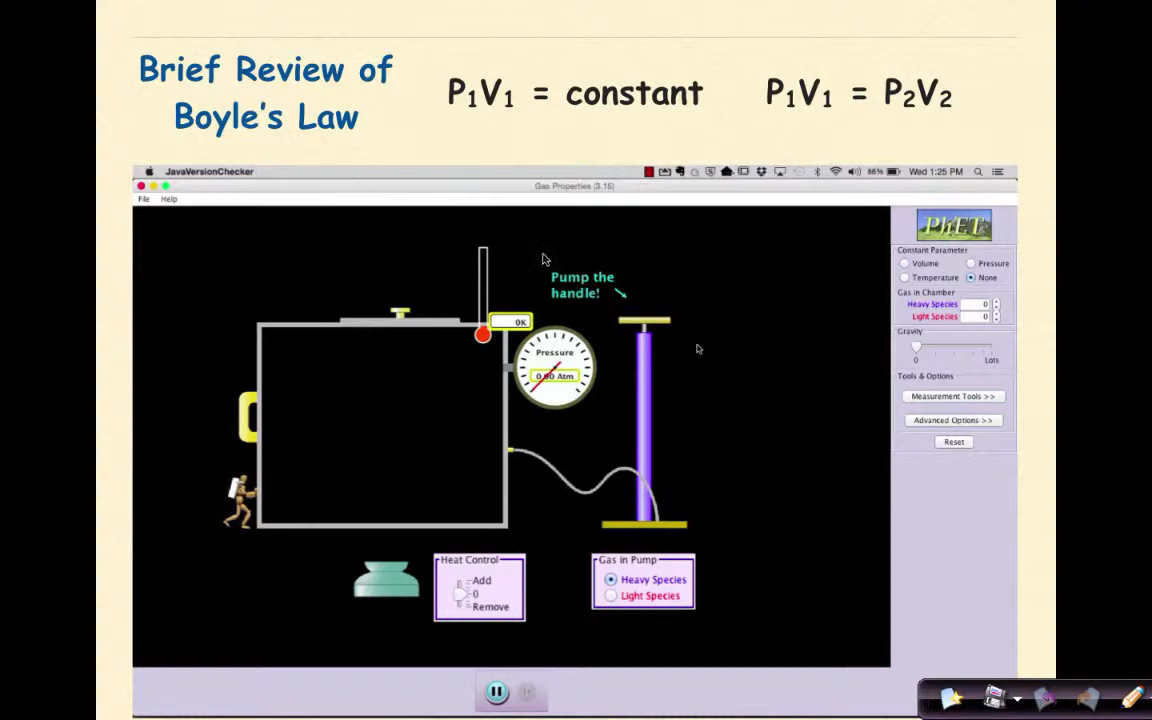 Brief Review of
Boyle's Law
P₁V₁ = constant
P₁V₁ = P₂V₂
JavaVersionChecker
88%
Wed 1:25 PM
Gas Properties (3.15)
File Help
PhET
Constant Parameter
Volume Pressure
Temperature None
Gas in Chamber
Heavy Species 0
Light Species 0
Gravity
0 Lots
Tools & Options
Measurement Tools >>
Advanced Options >>
Reset
Pump the
handle!
0K
Pressure
0.00 Atm
Heat Control
Add
0
Remove
Gas in Pump
Heavy Species
Light Species